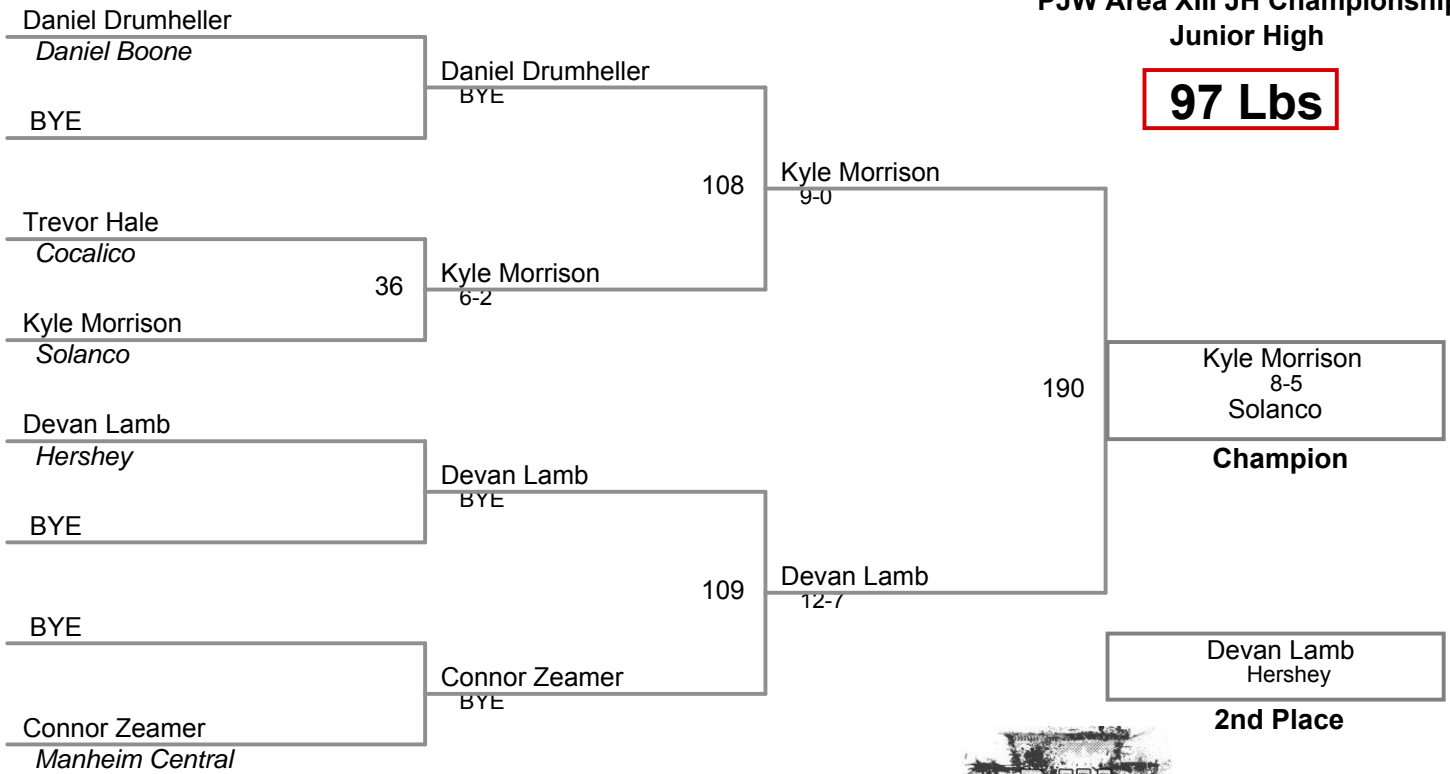 PJW Area XIII JH Championship
Junior High
97 Lbs
Daniel Drumheller
Daniel Boone
BYE
Trevor Hale
Cocalico
Kyle Morrison
Solanco
Devan Lamb
Hershey
BYE
BYE
Connor Zeamer
Manheim Central
36
Daniel Drumheller
BYE
Kyle Morrison
6-2
Devan Lamb
BYE
Connor Zeamer
BYE
108
109
Kyle Morrison
9-0
Devan Lamb
12-7
190
Kyle Morrison
8-5
Solanco
Champion
Devan Lamb
Hershey
2nd Place